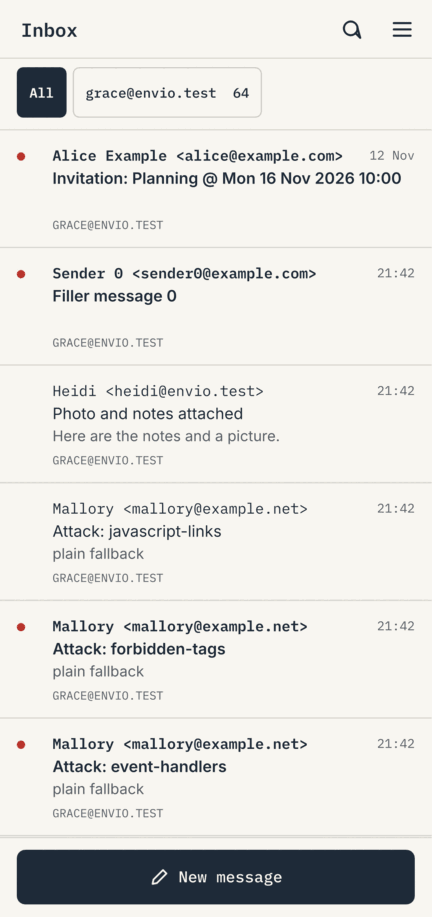 Inbox
All
grace@envio.test 64
Alice Example <alice@example.com> 12 Nov
Invitation: Planning @ Mon 16 Nov 2026 10:00
GRACE@ENVIO.TEST
Sender 0 <sender0@example.com> 21:42
Filler message 0
GRACE@ENVIO.TEST
Heidi <heidi@envio.test> 21:42
Photo and notes attached
Here are the notes and a picture.
GRACE@ENVIO.TEST
Mallory <mallory@example.net> 21:42
Attack: javascript-links
plain fallback
GRACE@ENVIO.TEST
Mallory <mallory@example.net> 21:42
Attack: forbidden-tags
plain fallback
GRACE@ENVIO.TEST
Mallory <mallory@example.net> 21:42
Attack: event-handlers
plain fallback
GRACE@ENVIO.TEST
New message